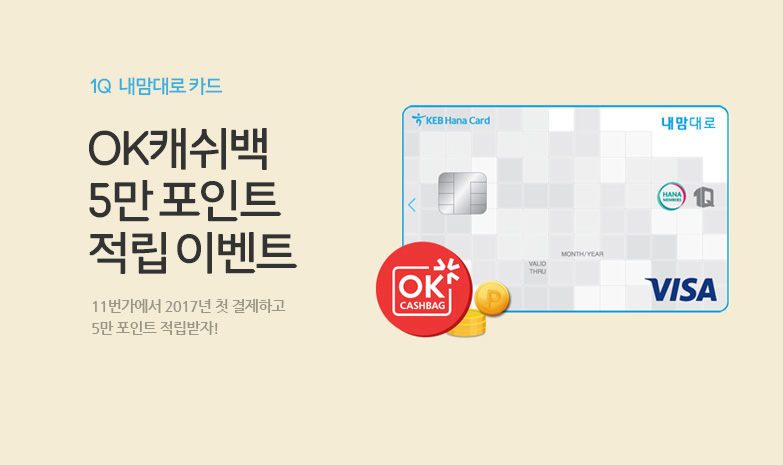 1Q 내맘대로 카드
OK캐쉬백
5만 포인트
적립 이벤트
11번가에서 2017년 첫 결제하고
5만 포인트 적립받자!
KEB Hana Card
내맘대로
HANA
MEMBERS
1Q
MONTH/YEAR
VALID
THRU
VISA
OK
CASHBAG
P